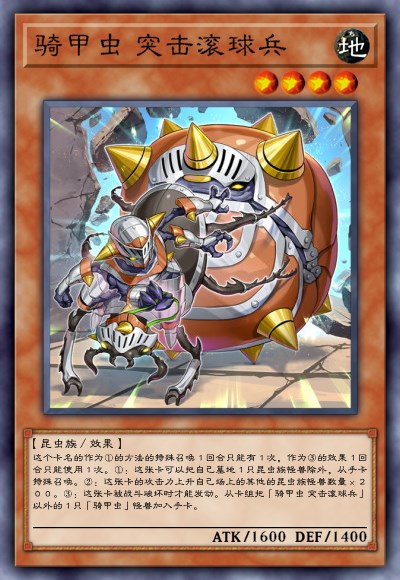 骑甲虫 突击滚球兵
地
【昆虫族／效果】
这个卡名的作为①的方法的特殊召唤1回合只能有1次，作为③的效果1回
合只能使用1次。①：这张卡可以把自己墓地1只昆虫族怪兽除外，从手卡
特殊召唤。②：这张卡的攻击力上升自己场上的其他的昆虫族怪兽数量×2
００。③：这张卡被战斗破坏时才能发动。从卡组把「骑甲虫 突击滚球兵」
以外的1只「骑甲虫」怪兽加入手卡。
ATK/1600 DEF/1400